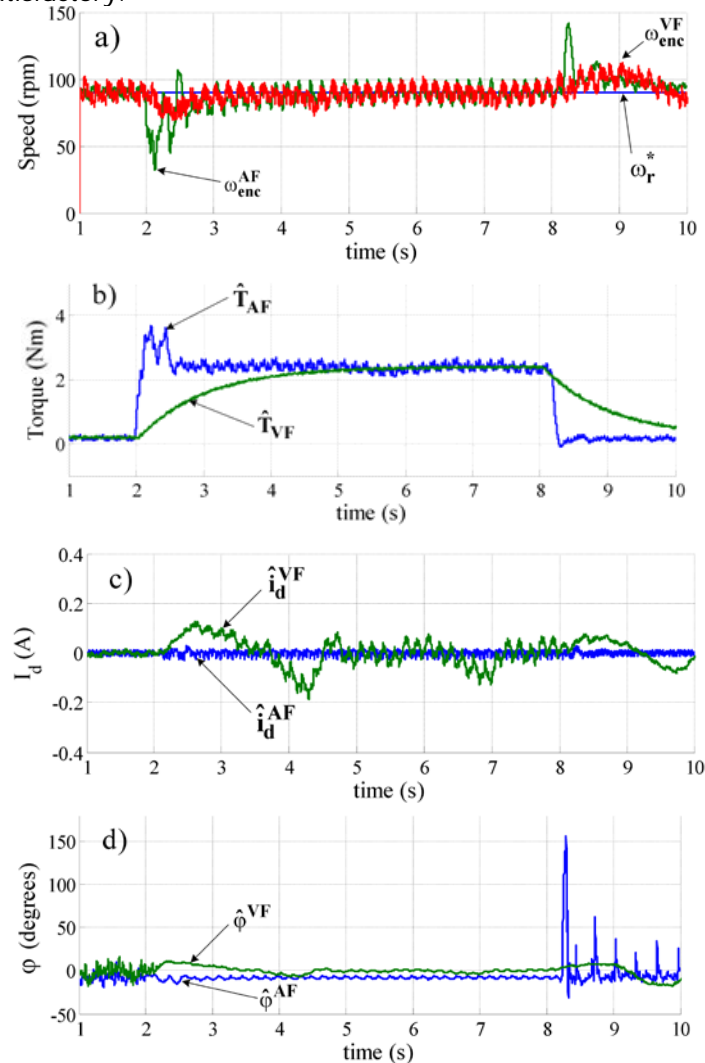 a)
ω_enc^VF
Speed (rpm)
150
100
50
0
ω_enc^AF
ω_r^*
1 2 3 4 5 6 7 8 9 10
time (s)
b)
T̂_AF
Torque (Nm)
4
2
0
T̂_VF
1 2 3 4 5 6 7 8 9 10
time (s)
c)
î_d^VF
I_d (A)
0.4
0.2
0
-0.2
-0.4
î_d^AF
1 2 3 4 5 6 7 8 9 10
time (s)
d)
φ (degrees)
150
100
50
0
-50
φ̂^VF
φ̂^AF
1 2 3 4 5 6 7 8 9 10
time (s)